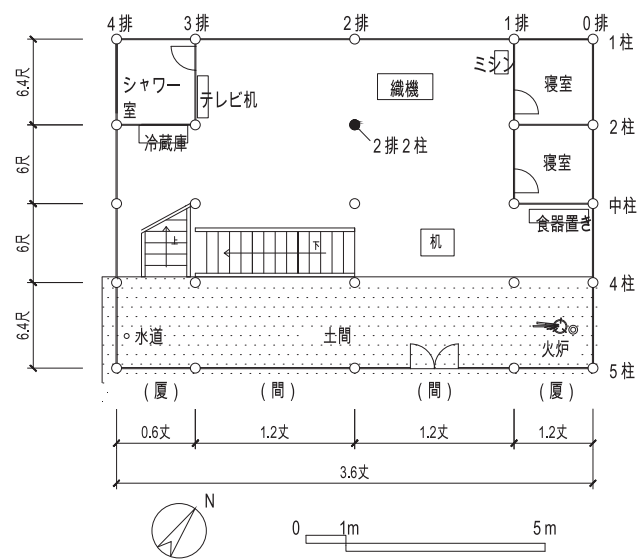 4排 3排 2排 1排 0排
1柱
シャワー室
テレビ机
織機
ミシン
寝室
6.4尺
2柱
冷蔵庫
2排2柱
寝室
6尺
中柱
食器置き
上
下
机
6尺
4柱
水道
土間
火炉
6.4尺
5柱
(厦) (間) (間) (厦)
0.6丈 1.2丈 1.2丈 1.2丈
3.6丈
N
0 1m 5m